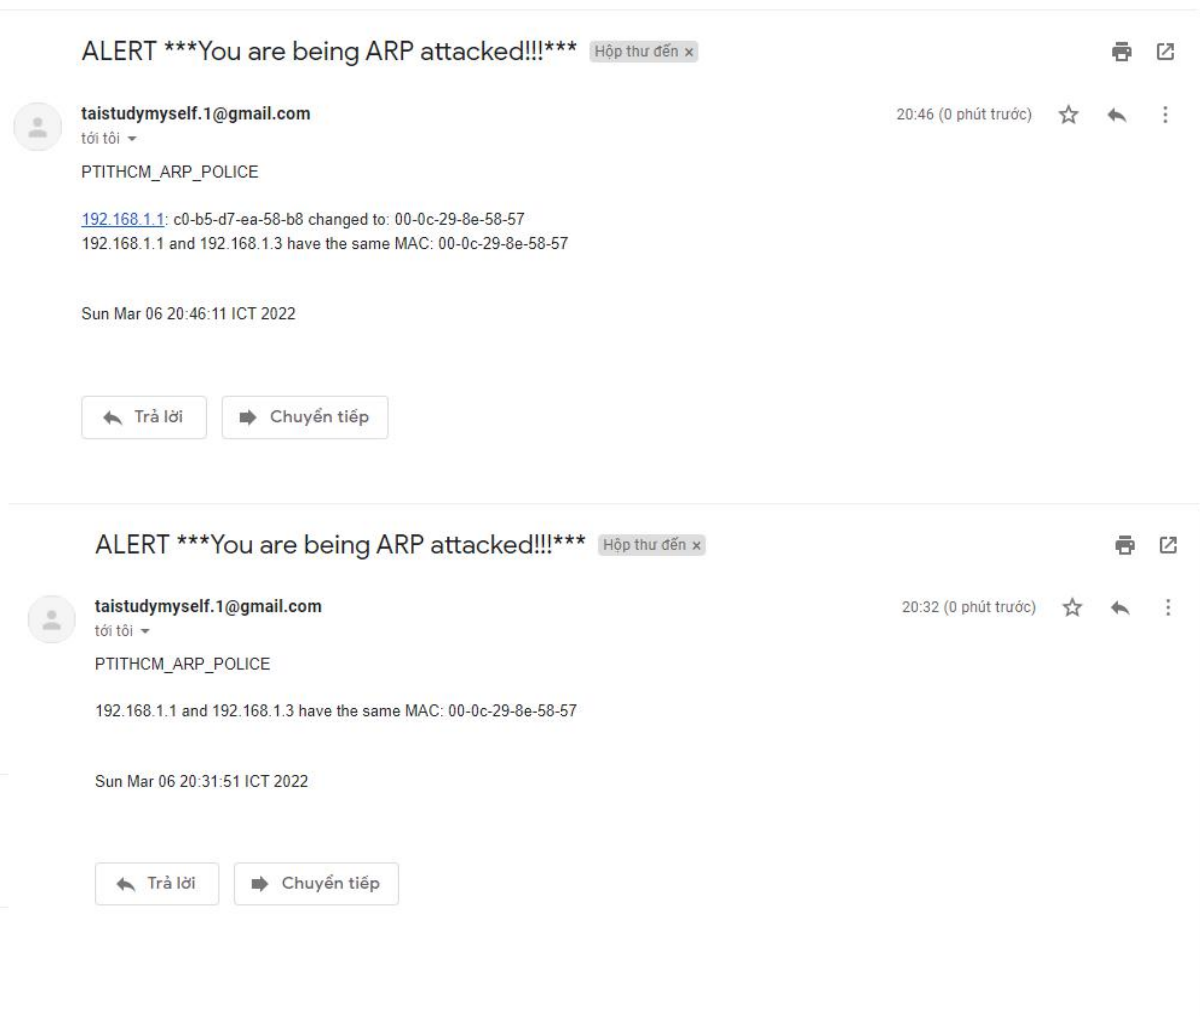 ALERT ***You are being ARP attacked!!!*** Hộp thư đến ×
taistudymyself.1@gmail.com 20:46 (0 phút trước)
tới tôi
PTITHCM_ARP_POLICE
192.168.1.1: c0-b5-d7-ea-58-b8 changed to: 00-0c-29-8e-58-57
192.168.1.1 and 192.168.1.3 have the same MAC: 00-0c-29-8e-58-57
Sun Mar 06 20:46:11 ICT 2022
Trả lời Chuyển tiếp
ALERT ***You are being ARP attacked!!!*** Hộp thư đến ×
taistudymyself.1@gmail.com 20:32 (0 phút trước)
tới tôi
PTITHCM_ARP_POLICE
192.168.1.1 and 192.168.1.3 have the same MAC: 00-0c-29-8e-58-57
Sun Mar 06 20:31:51 ICT 2022
Trả lời Chuyển tiếp